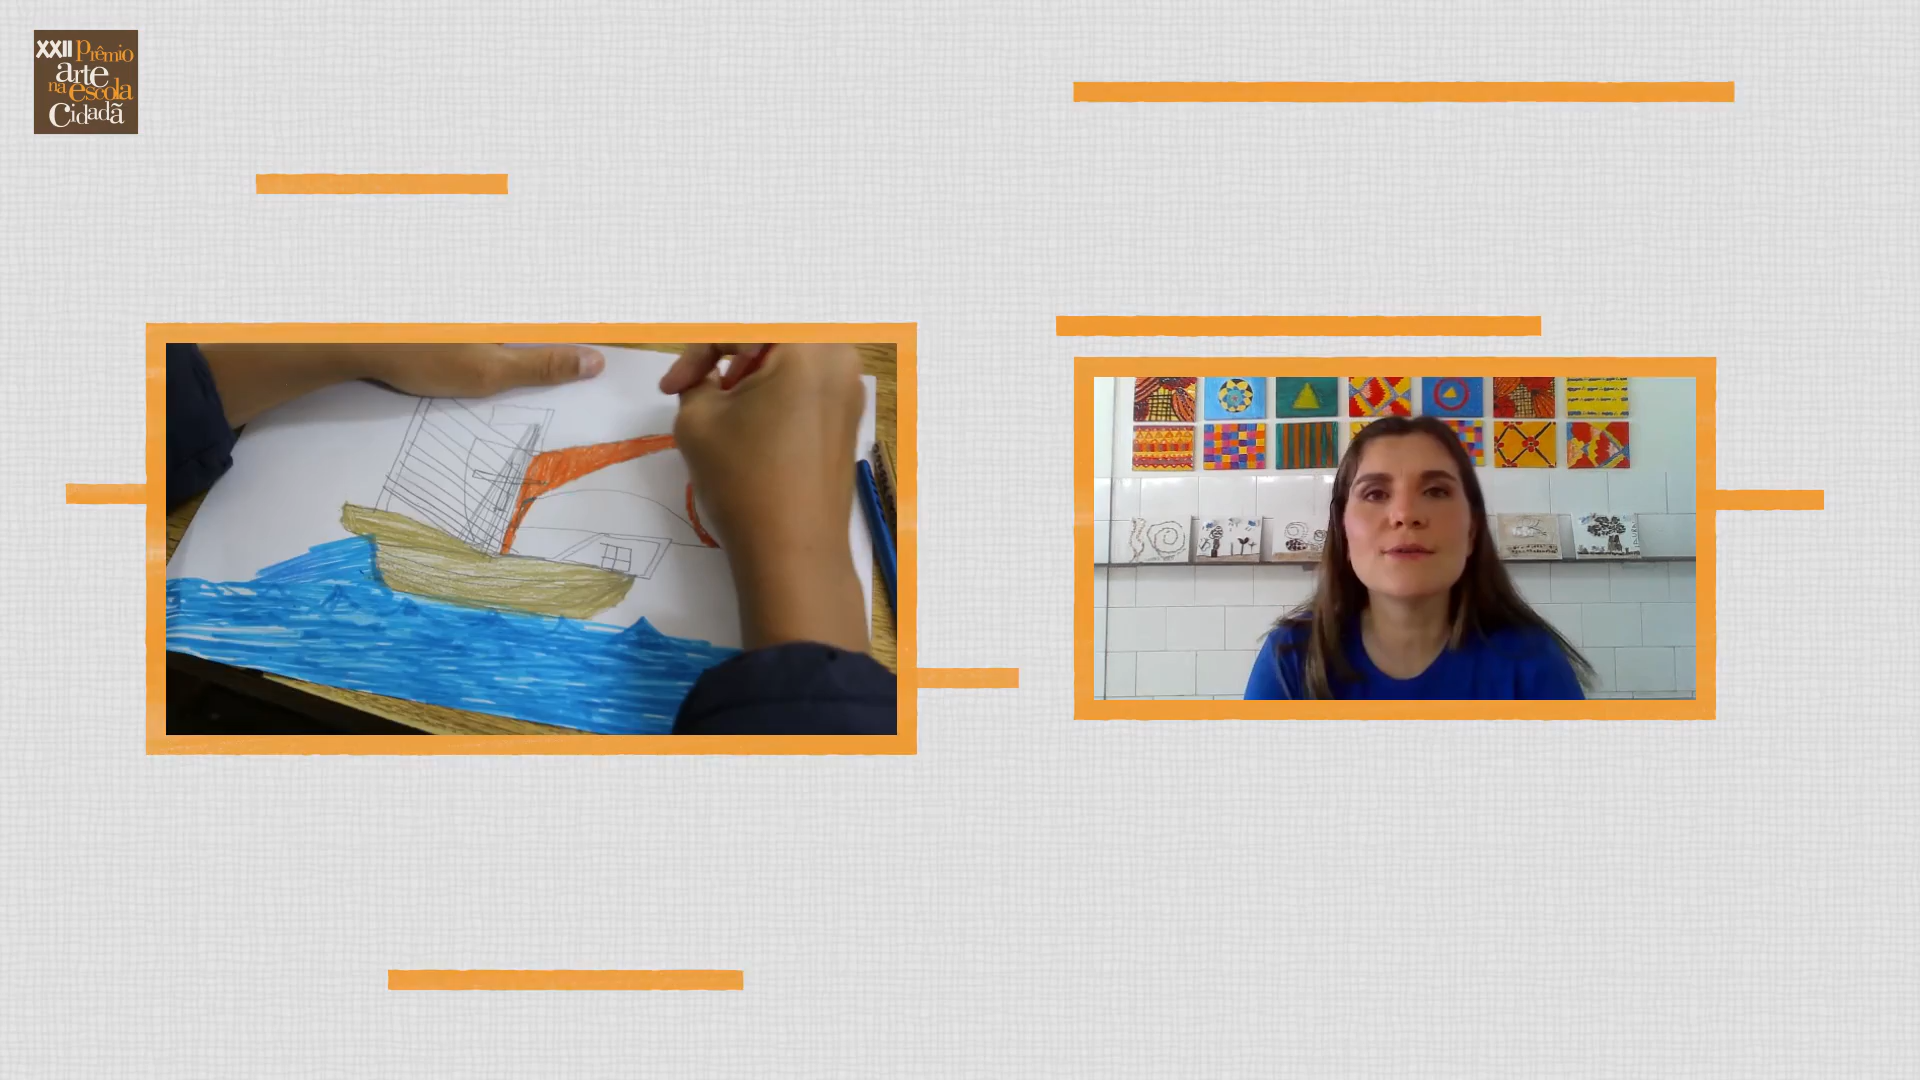 XXII Prêmio
arte
na escola
Cidadã